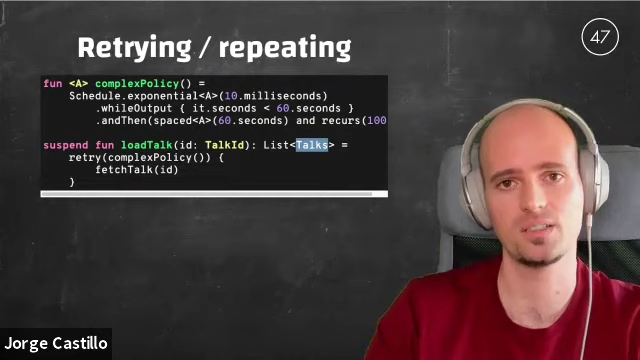 Retrying / repeating
47
fun <A> complexPolicy() =
Schedule.exponential<A>(10.milliseconds)
.whileOutput { it.seconds < 60.seconds }
.andThen(spaced<A>(60.seconds) and recurs(100
suspend fun loadTalk(id: TalkId): List<Talks> =
retry(complexPolicy()) {
fetchTalk(id)
}
Jorge Castillo